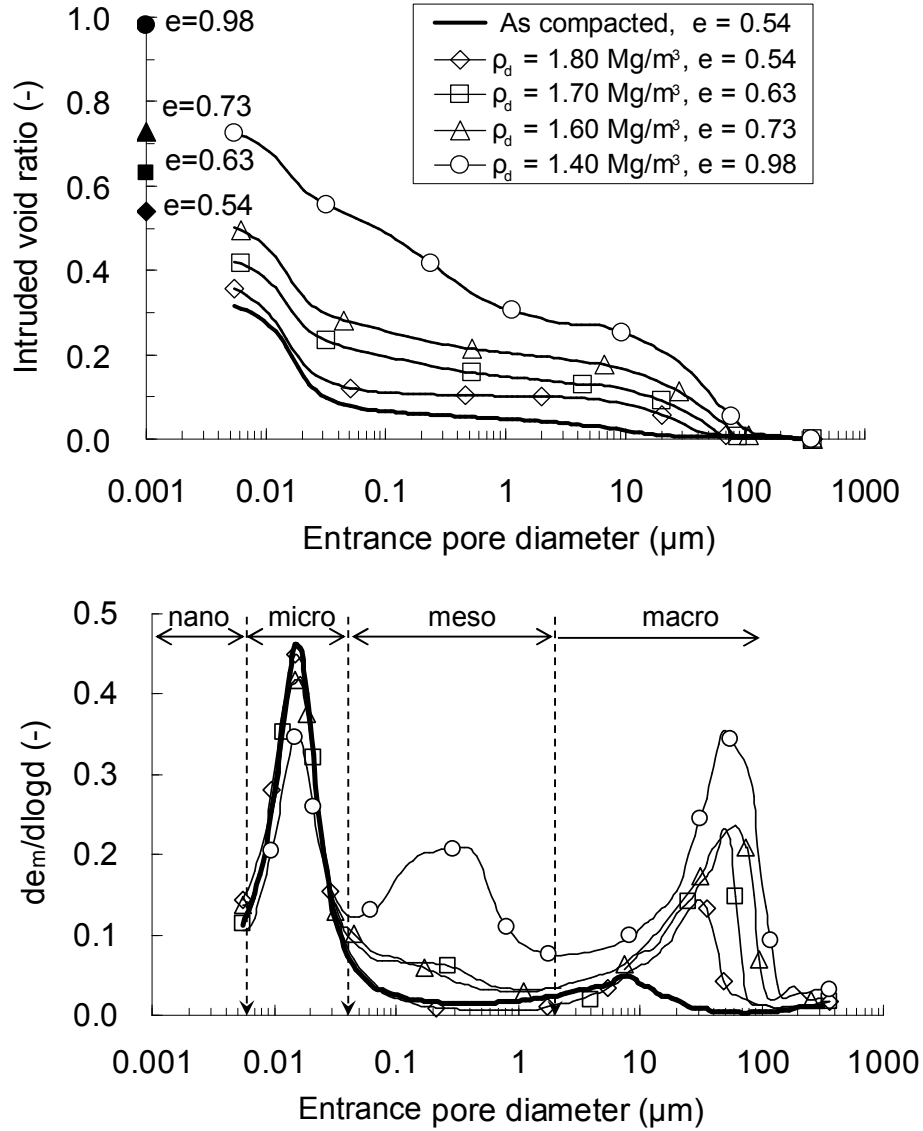 1.0
0.8
0.6
0.4
0.2
0.0
Intruded void ratio (-)
e=0.98
e=0.73
e=0.63
e=0.54
As compacted, e = 0.54
ρd = 1.80 Mg/m³, e = 0.54
ρd = 1.70 Mg/m³, e = 0.63
ρd = 1.60 Mg/m³, e = 0.73
ρd = 1.40 Mg/m³, e = 0.98
0.001 0.01 0.1 1 10 100 1000
Entrance pore diameter (µm)
0.5
0.4
0.3
0.2
0.1
0.0
dem/dlogd (-)
nano micro meso macro
0.001 0.01 0.1 1 10 100 1000
Entrance pore diameter (µm)